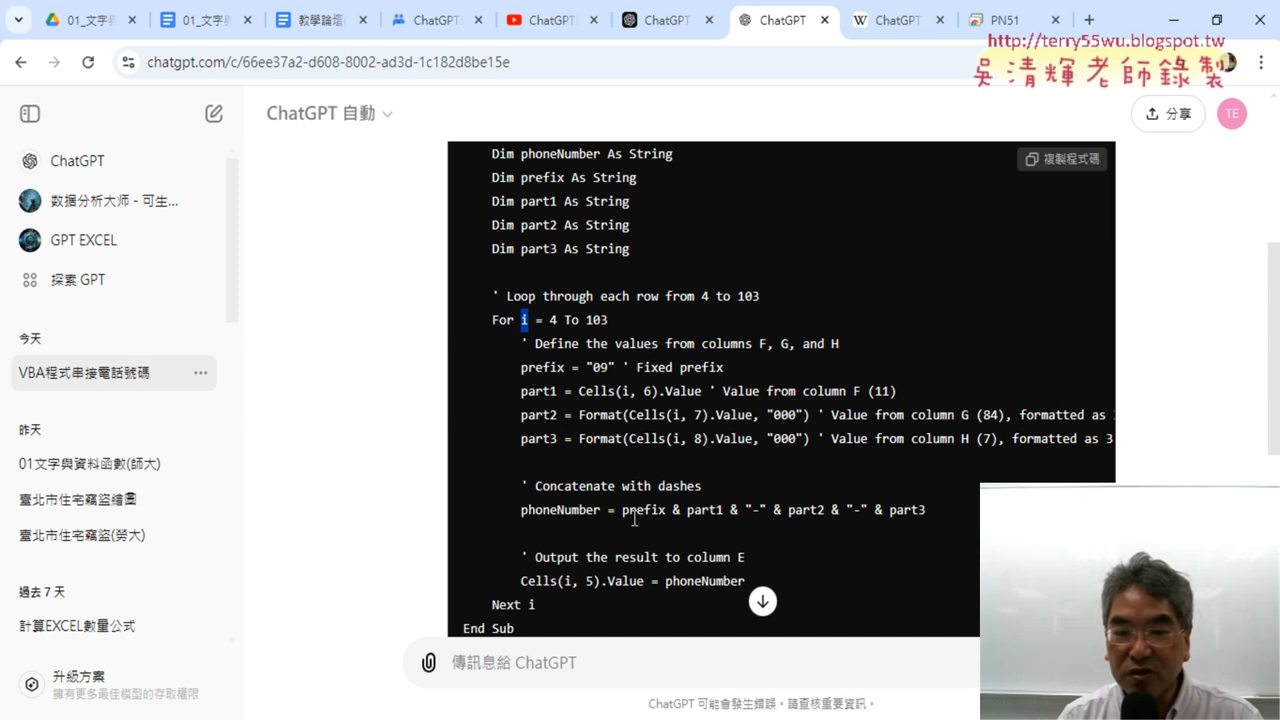 01_文字與
01_文字與
教學論壇
ChatGPT
ChatGPT
ChatGPT
ChatGPT
ChatGPT
PN51
chatgpt.com/c/66ee37a2-d608-8002-ad3d-1c182d8be15e
http://terry55wu.blogspot.tw
吳清輝老師錄製
ChatGPT 自動
分享
TE
ChatGPT
数据分析大师 - 可生...
GPT EXCEL
探索 GPT
今天
VBA程式串接電話號碼
昨天
01文字與資料函數(師大)
臺北市住宅竊盜繪圖
臺北市住宅竊盜(勞大)
過去 7 天
計算EXCEL數量公式
升級方案
擁有更多最佳模型的存取權限
複製程式碼
Dim phoneNumber As String
Dim prefix As String
Dim part1 As String
Dim part2 As String
Dim part3 As String
' Loop through each row from 4 to 103
For i = 4 To 103
' Define the values from columns F, G, and H
prefix = "09" ' Fixed prefix
part1 = Cells(i, 6).Value ' Value from column F (11)
part2 = Format(Cells(i, 7).Value, "000") ' Value from column G (84), formatted as
part3 = Format(Cells(i, 8).Value, "000") ' Value from column H (7), formatted as 3
' Concatenate with dashes
phoneNumber = prefix & part1 & "-" & part2 & "-" & part3
' Output the result to column E
Cells(i, 5).Value = phoneNumber
Next i
End Sub
傳訊息給 ChatGPT
ChatGPT 可能會發生錯誤。請查核重要資訊。